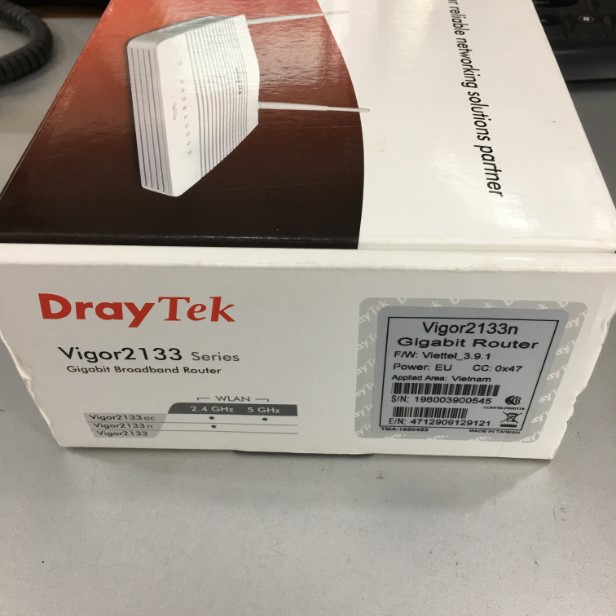 r reliable networking solutions partner
DrayTek
Vigor2133 Series
Gigabit Broadband Router
WLAN
2.4 GHz 5 GHz
Vigor2133ac
Vigor2133n
Vigor2133
Vigor2133n
Gigabit Router
F/W: Viettel_3.9.1
Power: EU CC: 0x47
Applied Area: Vietnam
S/N: 196003900545
E/N: 4712909129121
MADE IN TAIWAN